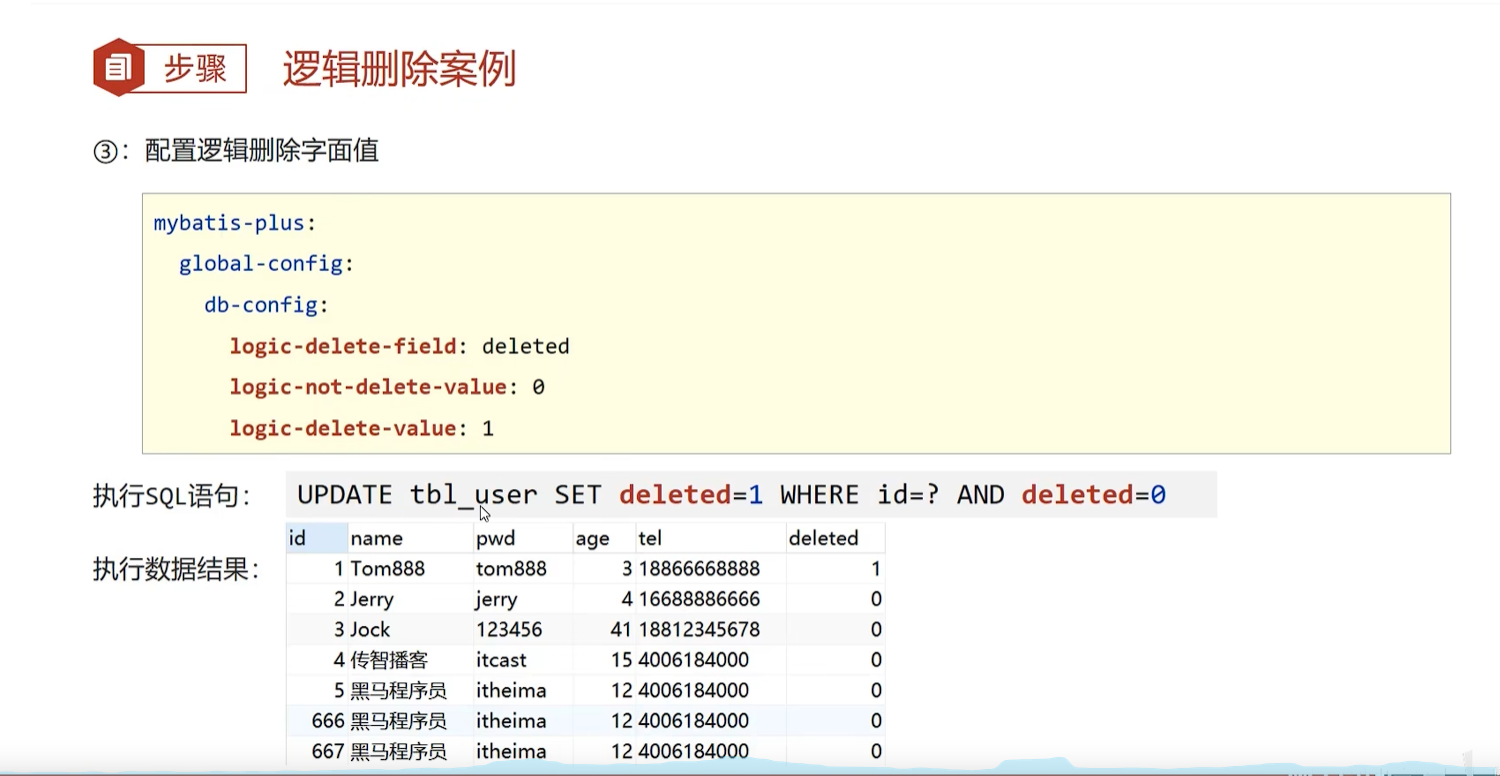 步骤 逻辑删除案例
③：配置逻辑删除字面值
mybatis-plus:
global-config:
db-config:
logic-delete-field: deleted
logic-not-delete-value: 0
logic-delete-value: 1
执行SQL语句： UPDATE tbl_user SET deleted=1 WHERE id=? AND deleted=0
执行数据结果：
id name pwd age tel deleted
1 Tom888 tom888 3 18866668888 1
2 Jerry jerry 4 16688886666 0
3 Jock 123456 41 18812345678 0
4 传智播客 itcast 15 4006184000 0
5 黑马程序员 itheima 12 4006184000 0
666 黑马程序员 itheima 12 4006184000 0
667 黑马程序员 itheima 12 4006184000 0